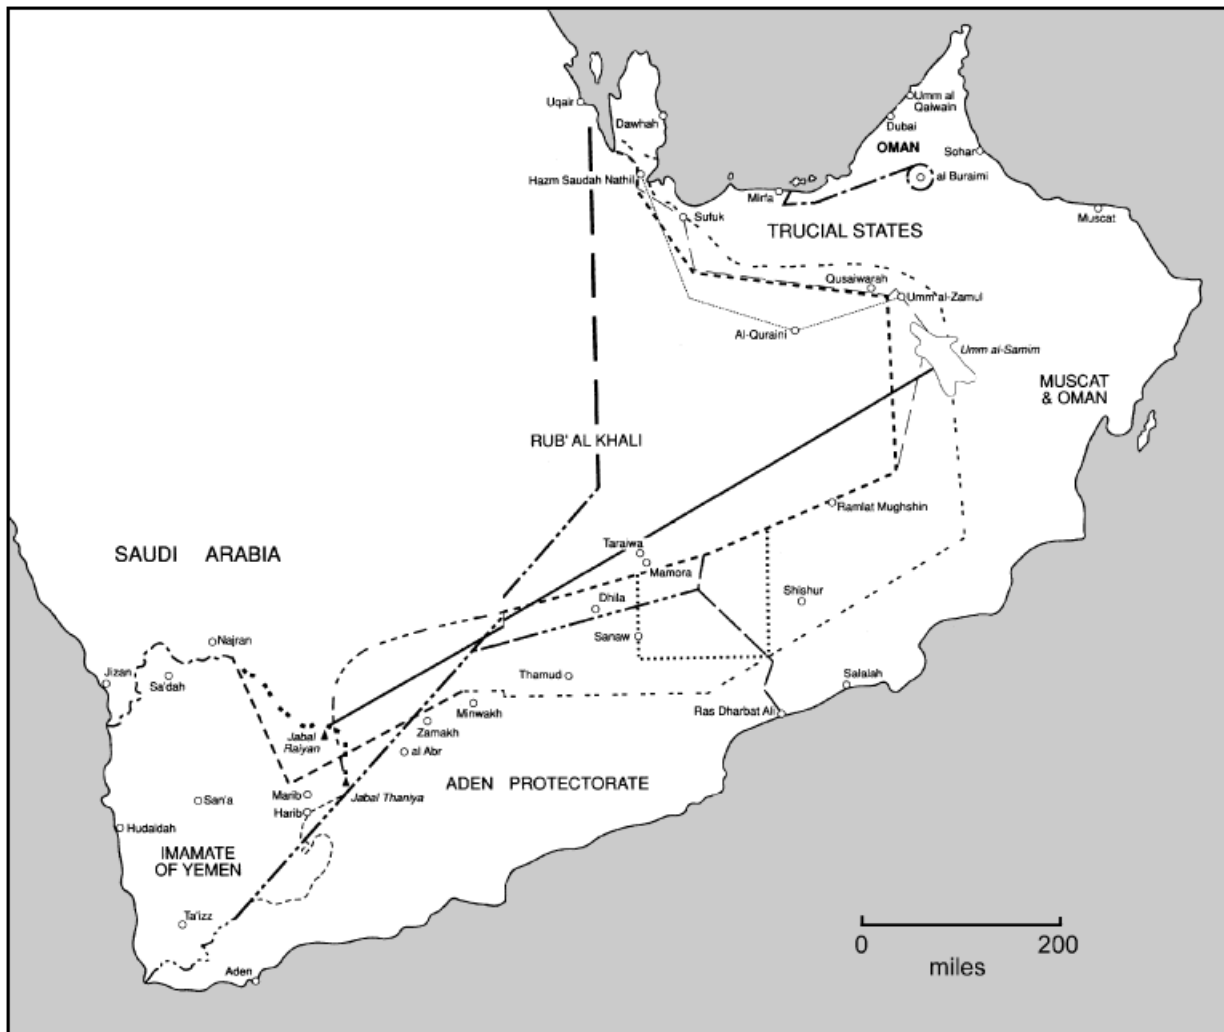 Uqair
Dawhah
Umm al
Qaiwain
Dubai
OMAN
Sohar
Hazm Saudah Nathil
al Buraimi
Mirfa
Sufuk
Muscat
TRUCIAL STATES
Qusaiwarah
Umm al-Zamul
Al-Quraini
Umm al-Samim
MUSCAT
& OMAN
RUB' AL KHALI
Ramlat Mughshin
SAUDI ARABIA
Taraiwa
Mamora
Dhila
Shishur
Najran
Sanaw
Jizan
Sa'dah
Thamud
Salalah
Minwakh
Ras Dharbat Ali
Zamakh
Jabal
Raiyan
al Abr
ADEN PROTECTORATE
Marib
Jabal Thaniya
San'a
Harib
Hudaidah
IMAMATE
OF YEMEN
Ta'izz
Aden
0 200
miles